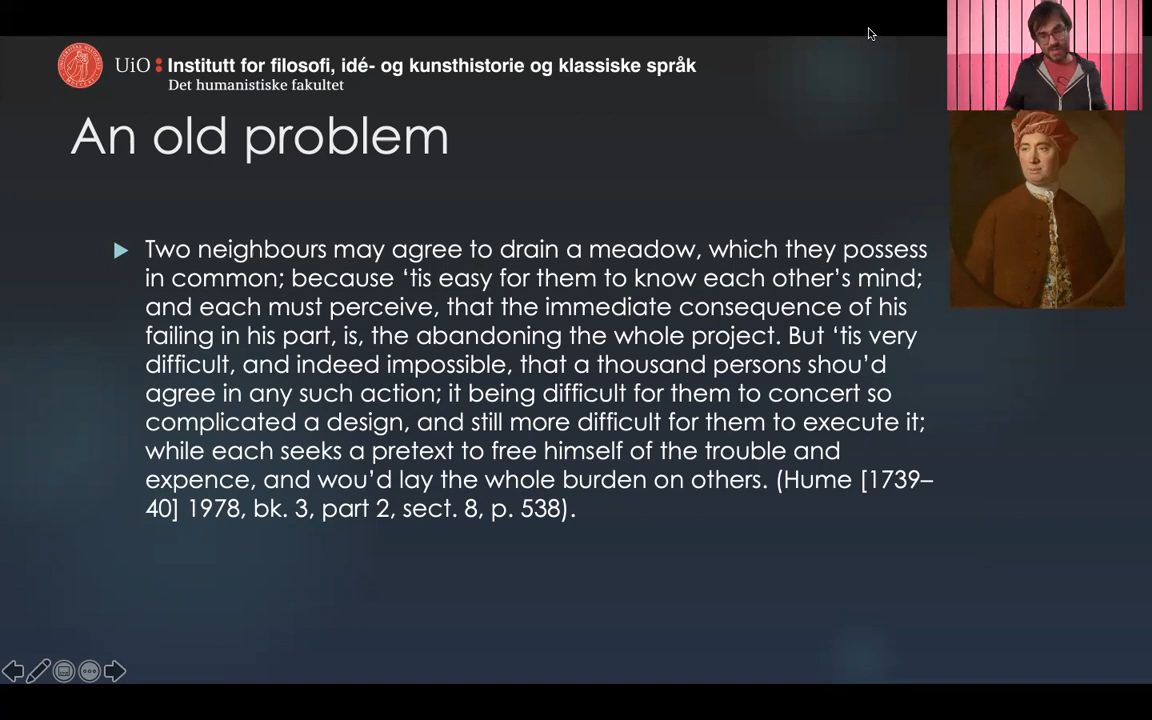 UiO : Institutt for filosofi, idé- og kunsthistorie og klassiske språk
Det humanistiske fakultet
An old problem
Two neighbours may agree to drain a meadow, which they possess
in common; because ‘tis easy for them to know each other’s mind;
and each must perceive, that the immediate consequence of his
failing in his part, is, the abandoning the whole project. But ‘tis very
difficult, and indeed impossible, that a thousand persons shou’d
agree in any such action; it being difficult for them to concert so
complicated a design, and still more difficult for them to execute it;
while each seeks a pretext to free himself of the trouble and
expence, and wou’d lay the whole burden on others. (Hume [1739–
40] 1978, bk. 3, part 2, sect. 8, p. 538).